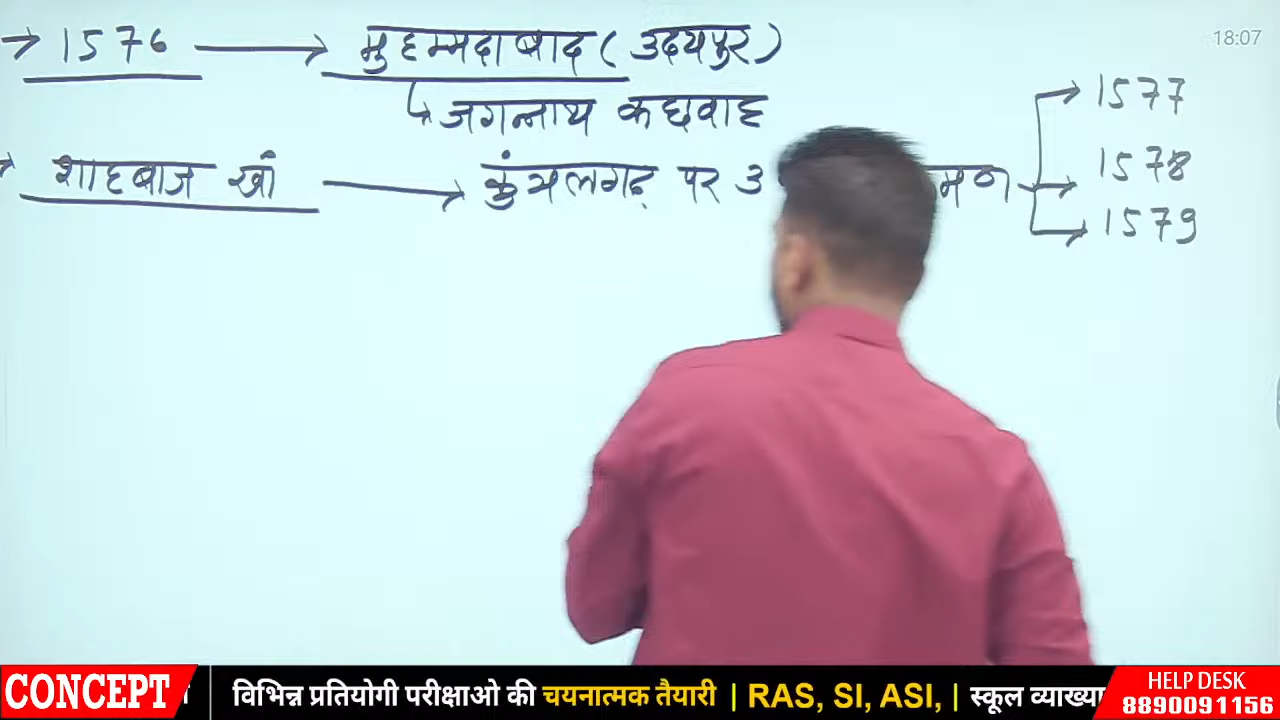 → 1576 → मुहम्मदाबाद (उदयपुर)
18:07
↳ जगन्नाथ कछवाह
→ 1577
शाहबाज खाँ → कुंभलगढ़ पर 3 मण → 1578
→ 1579
CONCEPT विभिन्न प्रतियोगी परीक्षाओ की चयनात्मक तैयारी | RAS, SI, ASI, | स्कूल व्याख्या
HELP DESK
8890091156